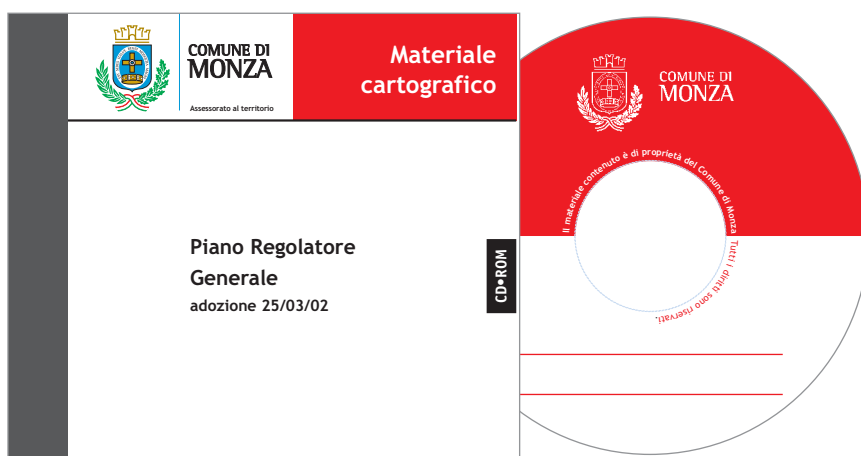 COMUNE DI
MONZA
Assessorato al territorio
Materiale
cartografico
Piano Regolatore
Generale
adozione 25/03/02
CD•ROM
COMUNE DI
MONZA
Il materiale contenuto è di proprietà del Comune di Monza Tutti i diritti sono riservati.